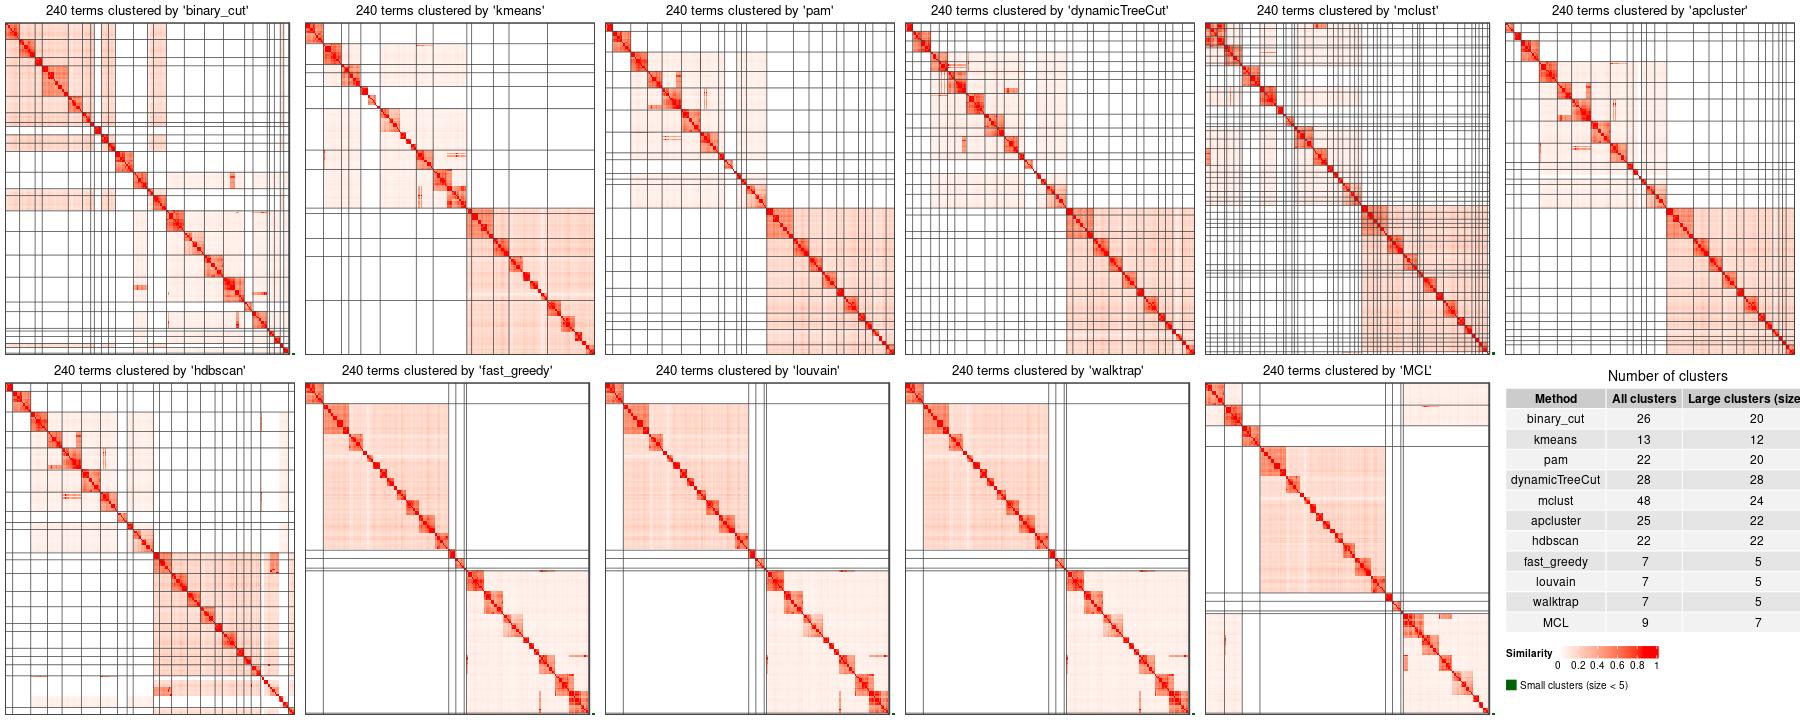 240 terms clustered by 'binary_cut'
240 terms clustered by 'kmeans'
240 terms clustered by 'pam'
240 terms clustered by 'dynamicTreeCut'
240 terms clustered by 'mclust'
240 terms clustered by 'apcluster'
240 terms clustered by 'hdbscan'
240 terms clustered by 'fast_greedy'
240 terms clustered by 'louvain'
240 terms clustered by 'walktrap'
240 terms clustered by 'MCL'
Number of clusters
Method All clusters Large clusters (size
binary_cut 26 20
kmeans 13 12
pam 22 20
dynamicTreeCut 28 28
mclust 48 24
apcluster 25 22
hdbscan 22 22
fast_greedy 7 5
louvain 7 5
walktrap 7 5
MCL 9 7
Similarity
0 0.2 0.4 0.6 0.8 1
Small clusters (size < 5)